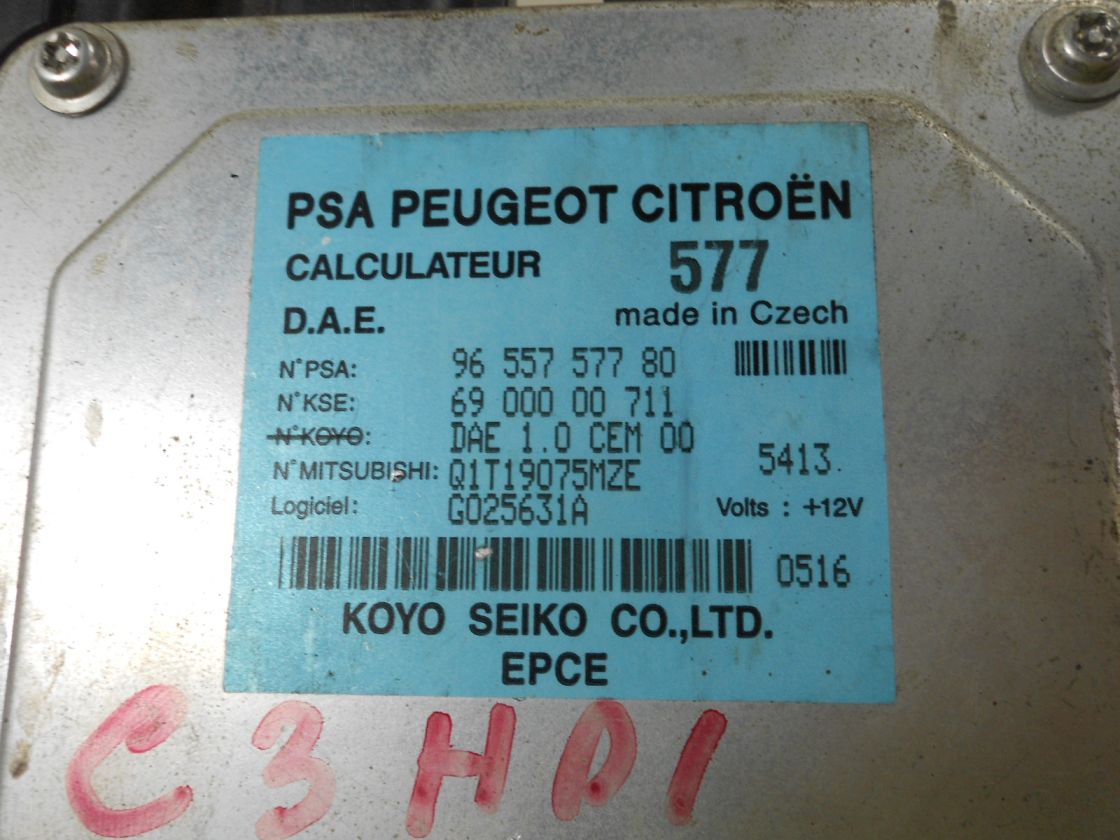 PSA PEUGEOT CITROËN
CALCULATEUR 577
D.A.E. made in Czech
N°PSA: 96 557 577 80
N°KSE: 69 000 00 711
N°KOYO: DAE 1.0 CEM 00
5413
N°MITSUBISHI: Q1T19075MZE
Logiciel: G025631A Volts : +12V
0516
KOYO SEIKO CO.,LTD.
EPCE
C3 HDI